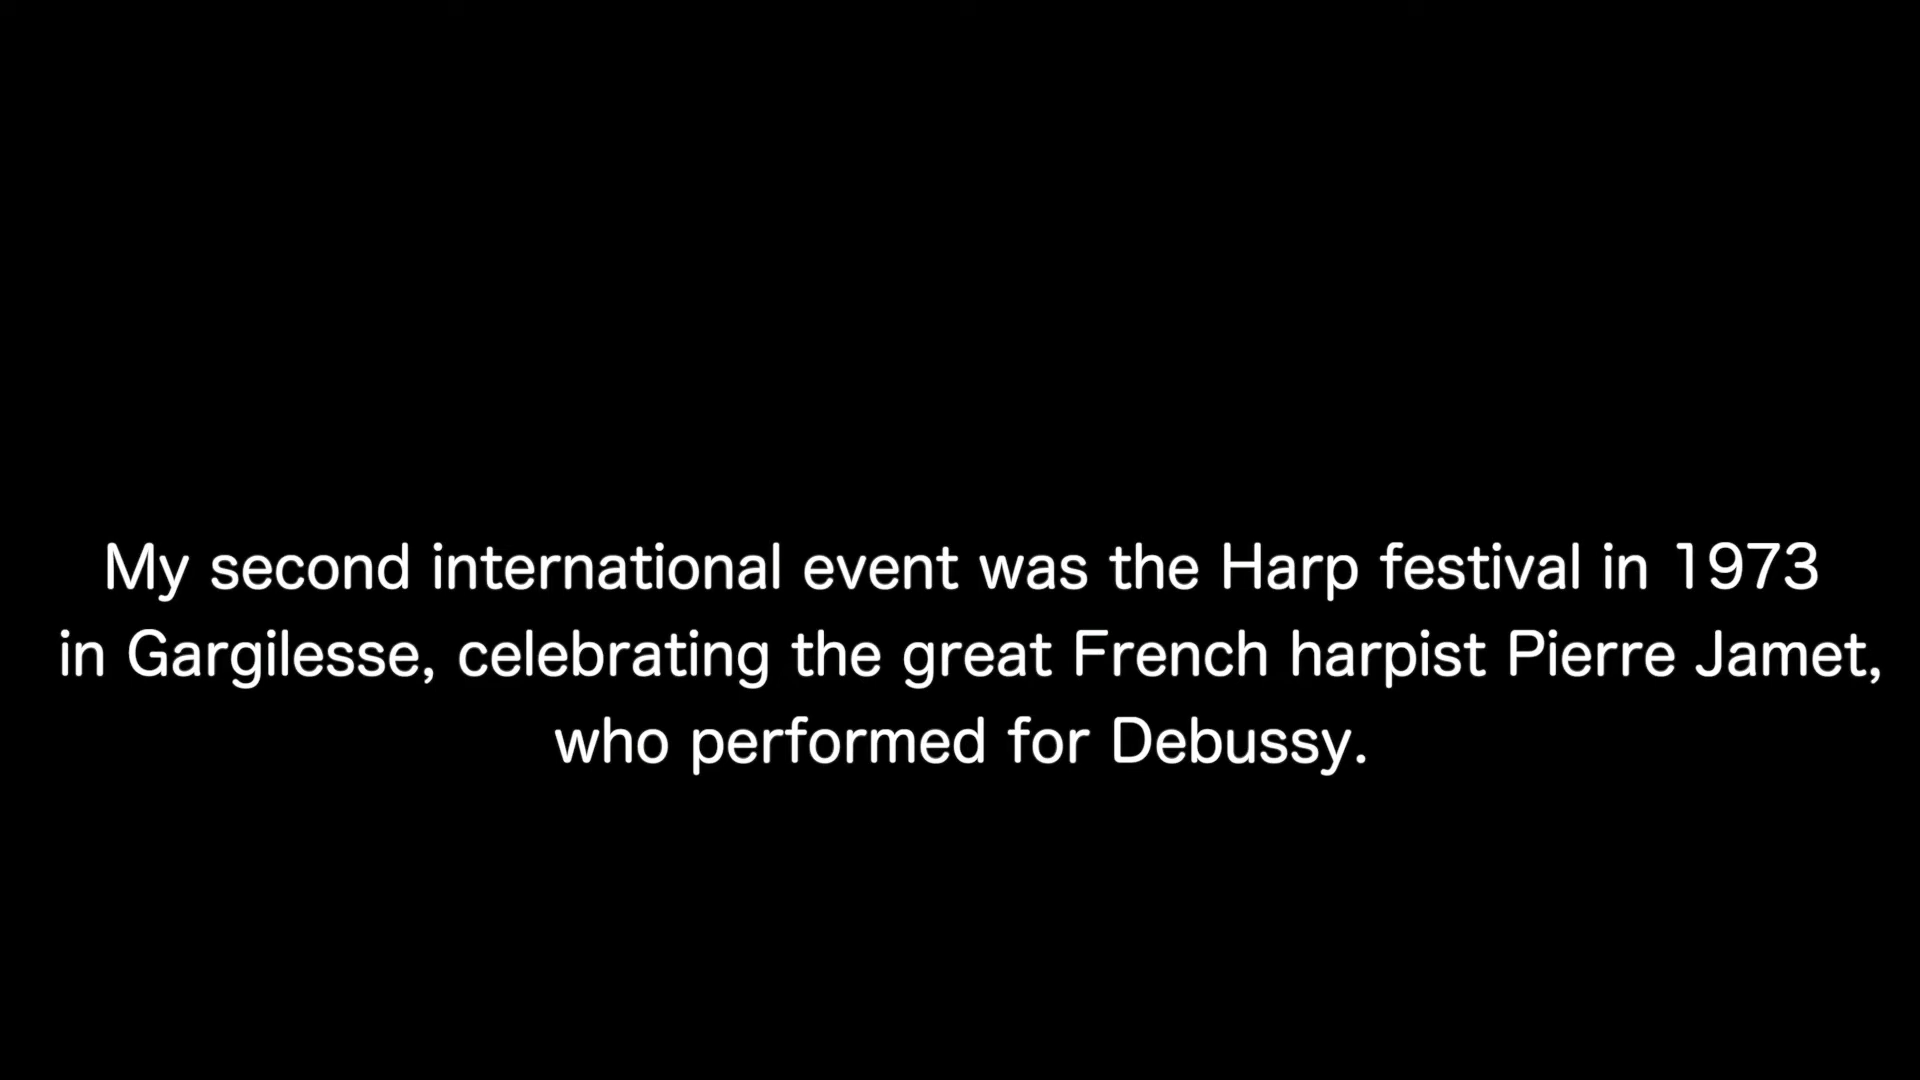 My second international event was the Harp festival in 1973
in Gargilesse, celebrating the great French harpist Pierre Jamet,
who performed for Debussy.